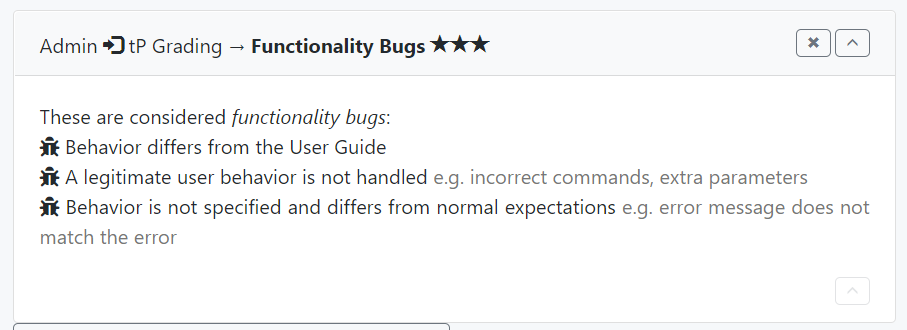 Admin tP Grading → Functionality Bugs ★★★
These are considered functionality bugs:
Behavior differs from the User Guide
A legitimate user behavior is not handled e.g. incorrect commands, extra parameters
Behavior is not specified and differs from normal expectations e.g. error message does not
match the error